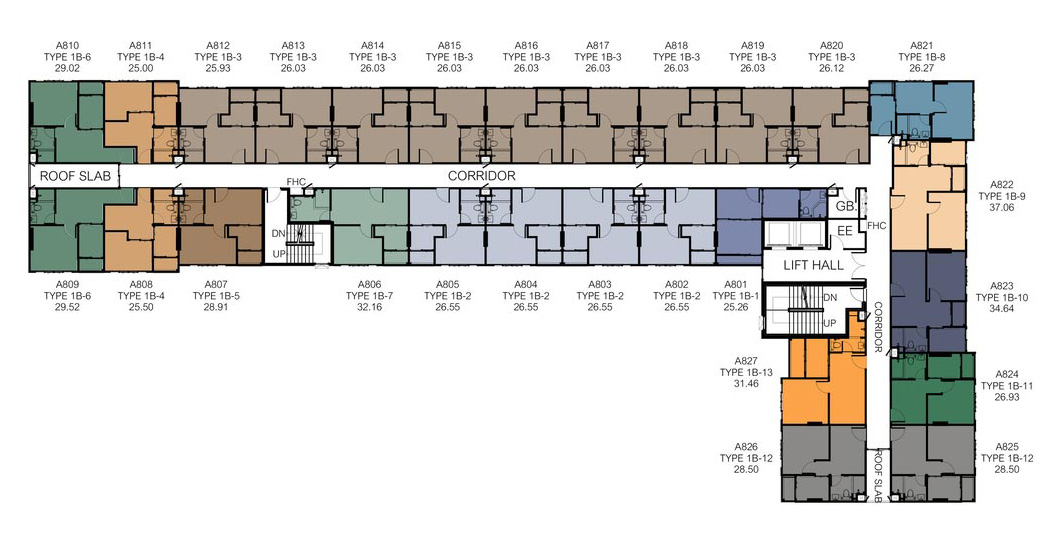 A810
TYPE 1B-6
29.02
A811
TYPE 1B-4
25.00
A812
TYPE 1B-3
25.93
A813
TYPE 1B-3
26.03
A814
TYPE 1B-3
26.03
A815
TYPE 1B-3
26.03
A816
TYPE 1B-3
26.03
A817
TYPE 1B-3
26.03
A818
TYPE 1B-3
26.03
A819
TYPE 1B-3
26.03
A820
TYPE 1B-3
26.12
A821
TYPE 1B-8
26.27
ROOF SLAB
FHC
CORRIDOR
GB.
EE
FHC
DN
UP
LIFT HALL
A822
TYPE 1B-9
37.06
A809
TYPE 1B-6
29.52
A808
TYPE 1B-4
25.50
A807
TYPE 1B-5
28.91
A806
TYPE 1B-7
32.16
A805
TYPE 1B-2
26.55
A804
TYPE 1B-2
26.55
A803
TYPE 1B-2
26.55
A802
TYPE 1B-2
26.55
A801
TYPE 1B-1
25.26
DN
UP
CORRIDOR
A823
TYPE 1B-10
34.64
A827
TYPE 1B-13
31.46
A824
TYPE 1B-11
26.93
A826
TYPE 1B-12
28.50
ROOF SLAB
A825
TYPE 1B-12
28.50